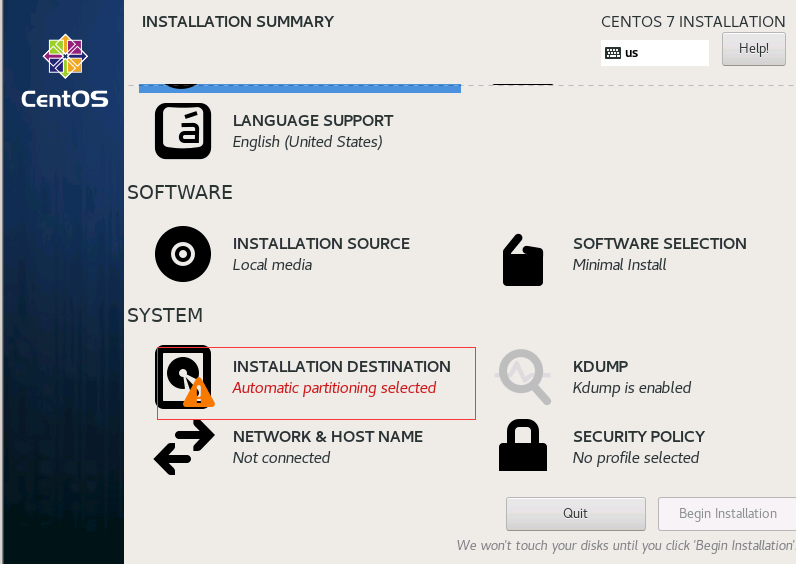 INSTALLATION SUMMARY
CENTOS 7 INSTALLATION
us
Help!
CentOS
á
LANGUAGE SUPPORT
English (United States)
SOFTWARE
INSTALLATION SOURCE
Local media
SOFTWARE SELECTION
Minimal Install
SYSTEM
INSTALLATION DESTINATION
Automatic partitioning selected
KDUMP
Kdump is enabled
NETWORK & HOST NAME
Not connected
SECURITY POLICY
No profile selected
Quit
Begin Installation
We won't touch your disks until you click 'Begin Installation'